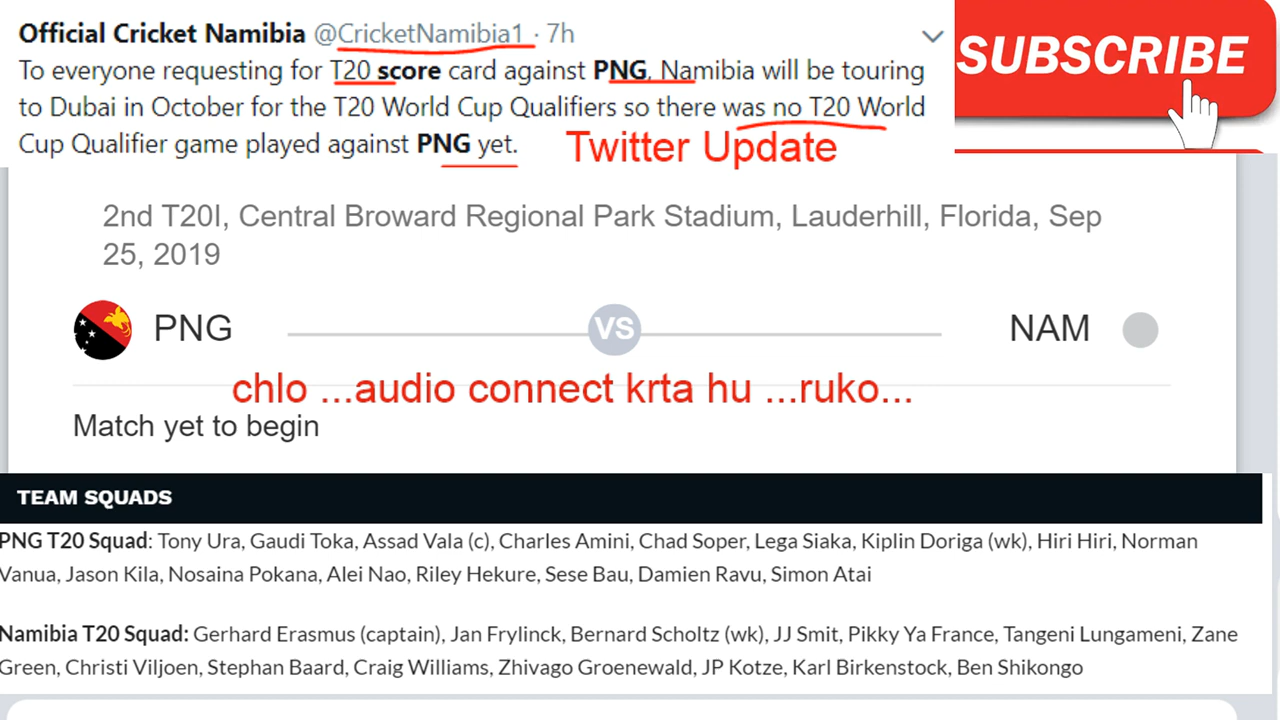 Official Cricket Namibia @CricketNamibia1 · 7h
To everyone requesting for T20 score card against PNG, Namibia will be touring
to Dubai in October for the T20 World Cup Qualifiers so there was no T20 World
Cup Qualifier game played against PNG yet.
SUBSCRIBE
Twitter Update
2nd T20I, Central Broward Regional Park Stadium, Lauderhill, Florida, Sep
25, 2019
PNG VS NAM
chlo ...audio connect krta hu ...ruko...
Match yet to begin
TEAM SQUADS
PNG T20 Squad: Tony Ura, Gaudi Toka, Assad Vala (c), Charles Amini, Chad Soper, Lega Siaka, Kiplin Doriga (wk), Hiri Hiri, Norman
Vanua, Jason Kila, Nosaina Pokana, Alei Nao, Riley Hekure, Sese Bau, Damien Ravu, Simon Atai
Namibia T20 Squad: Gerhard Erasmus (captain), Jan Frylinck, Bernard Scholtz (wk), JJ Smit, Pikky Ya France, Tangeni Lungameni, Zane
Green, Christi Viljoen, Stephan Baard, Craig Williams, Zhivago Groenewald, JP Kotze, Karl Birkenstock, Ben Shikongo